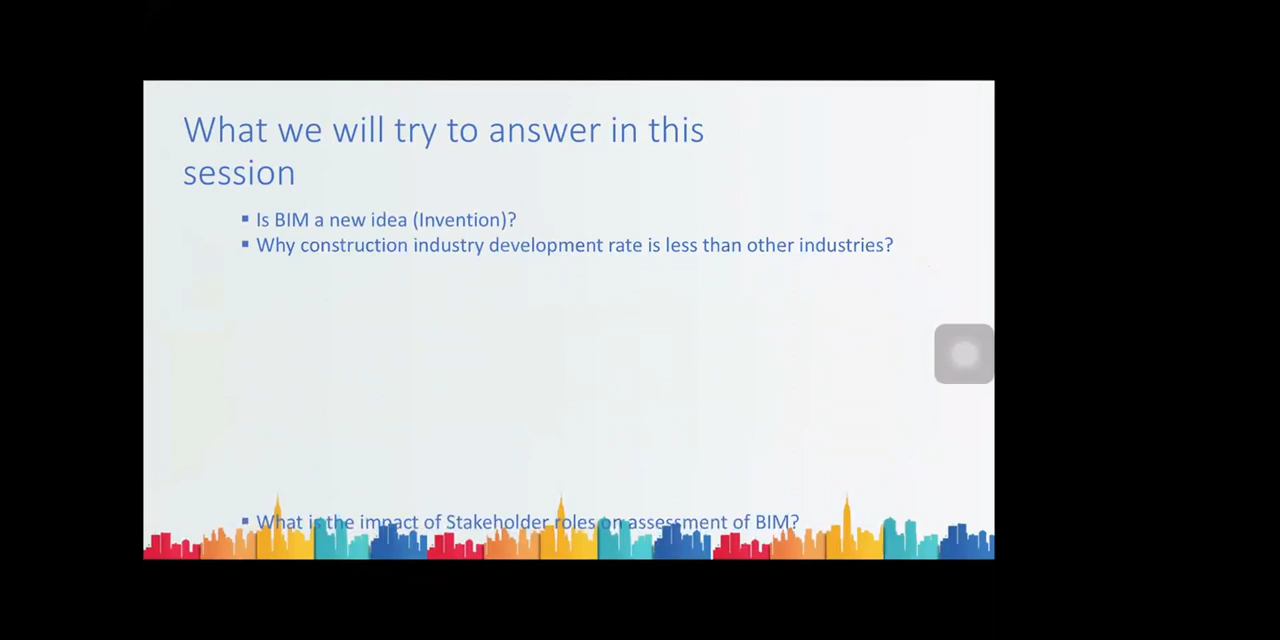 What we will try to answer in this
session
▪ Is BIM a new idea (Invention)?
▪ Why construction industry development rate is less than other industries?
▪ What is the impact of Stakeholder roles on assessment of BIM?